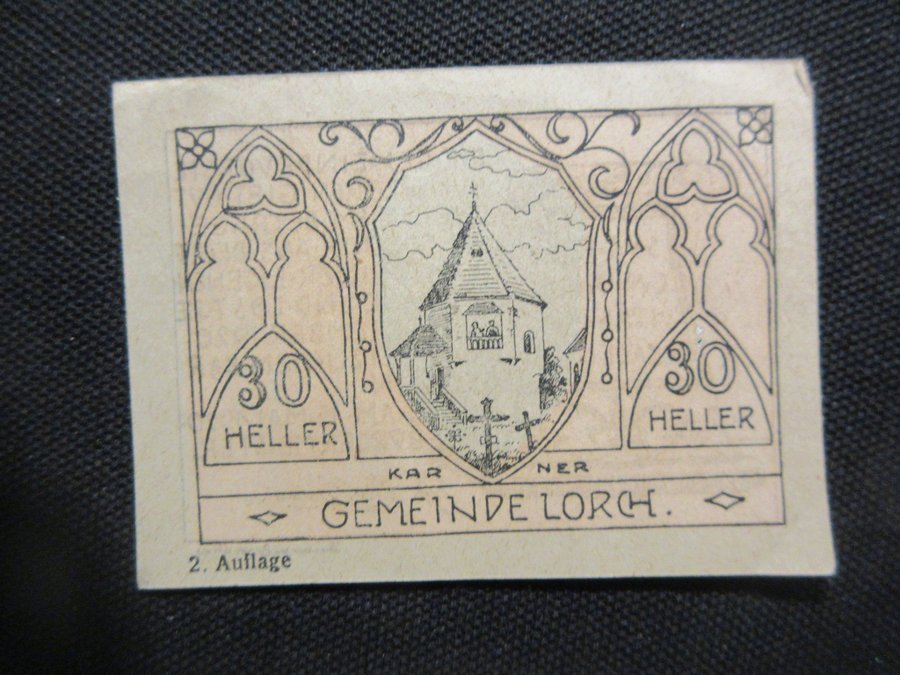 30
HELLER
30
HELLER
KAR NER
GEMEINDE LORCH.
2. Auflage